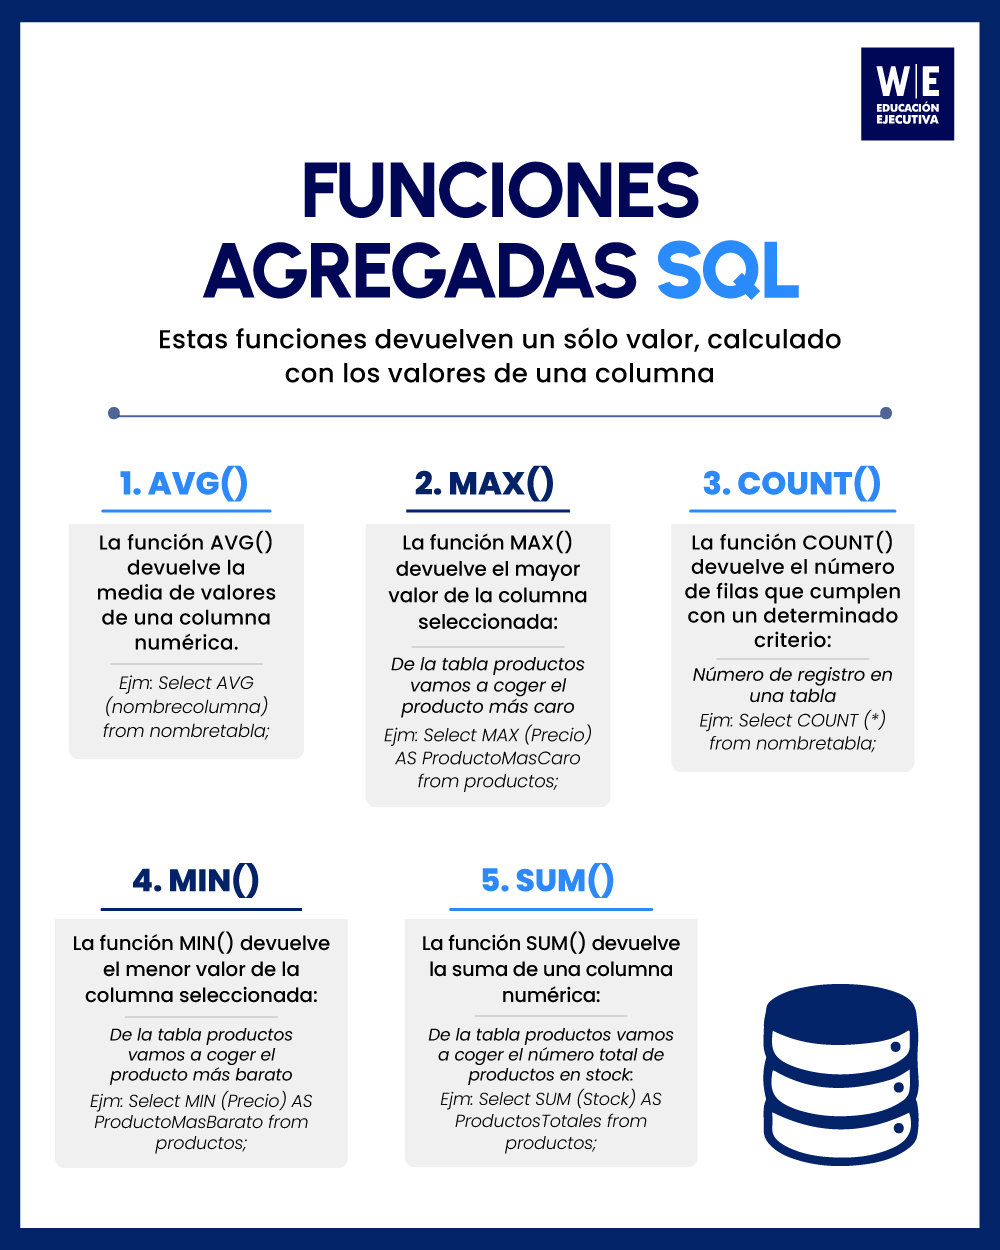 W|E
EDUCACIÓN
EJECUTIVA
FUNCIONES
AGREGADAS SQL
Estas funciones devuelven un sólo valor, calculado
con los valores de una columna
1. AVG()
La función AVG()
devuelve la
media de valores
de una columna
numérica.
Ejm: Select AVG
(nombrecolumna)
from nombretabla;
2. MAX()
La función MAX()
devuelve el mayor
valor de la columna
seleccionada:
De la tabla productos
vamos a coger el
producto más caro
Ejm: Select MAX (Precio)
AS ProductoMasCaro
from productos;
3. COUNT()
La función COUNT()
devuelve el número
de filas que cumplen
con un determinado
criterio:
Número de registro en
una tabla
Ejm: Select COUNT (*)
from nombretabla;
4. MIN()
La función MIN() devuelve
el menor valor de la
columna seleccionada:
De la tabla productos
vamos a coger el
producto más barato
Ejm: Select MIN (Precio) AS
ProductoMasBarato from
productos;
5. SUM()
La función SUM() devuelve
la suma de una columna
numérica:
De la tabla productos vamos
a coger el número total de
productos en stock:
Ejm: Select SUM (Stock) AS
ProductosTotales from
productos;